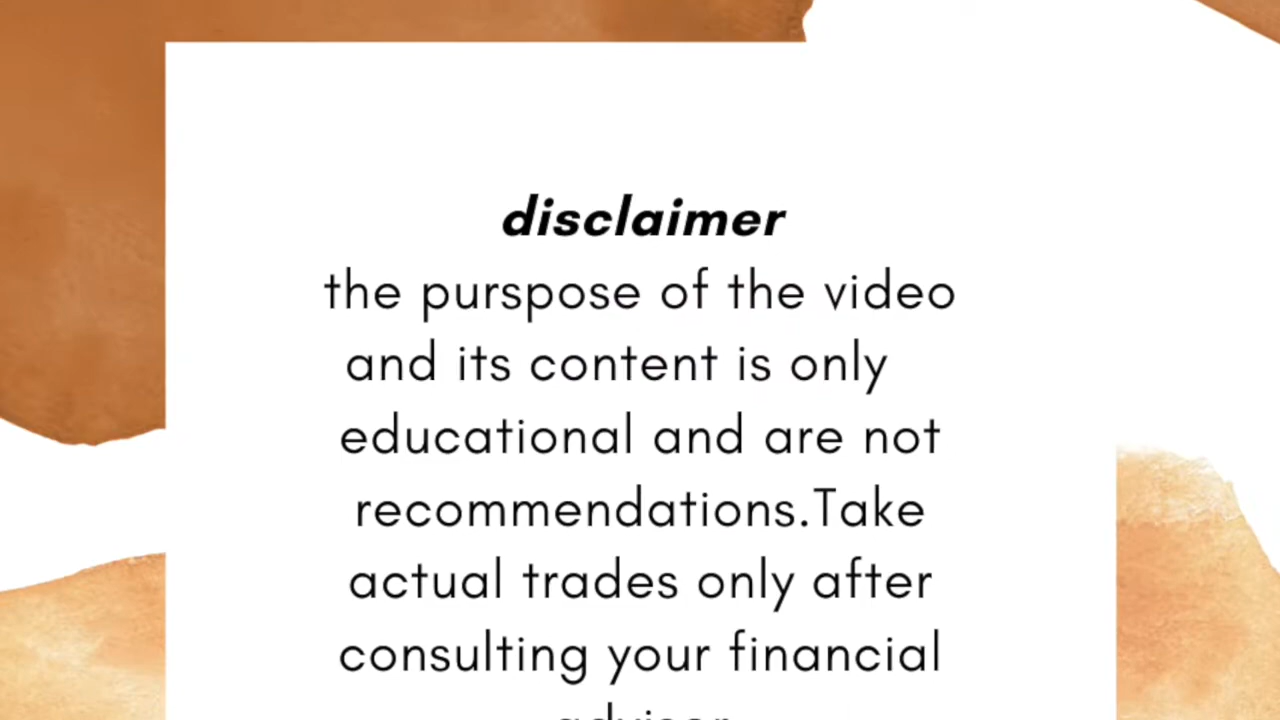 disclaimer
the purspose of the video
and its content is only
educational and are not
recommendations.Take
actual trades only after
consulting your financial